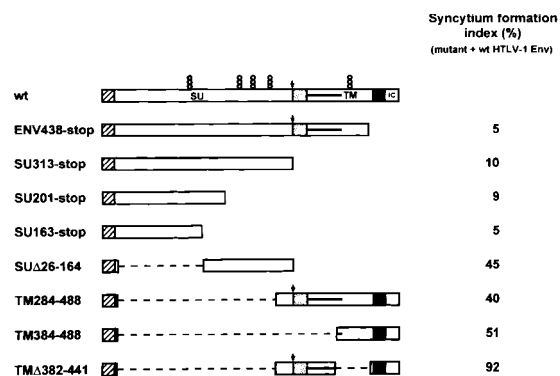 Syncytium formation
index (%)
(mutant + wt HTLV-1 Env)
wt SU TM IC
ENV438-stop 5
SU313-stop 10
SU201-stop 9
SU163-stop 5
SUΔ26-164 45
TM284-488 40
TM384-488 51
TMΔ382-441 92